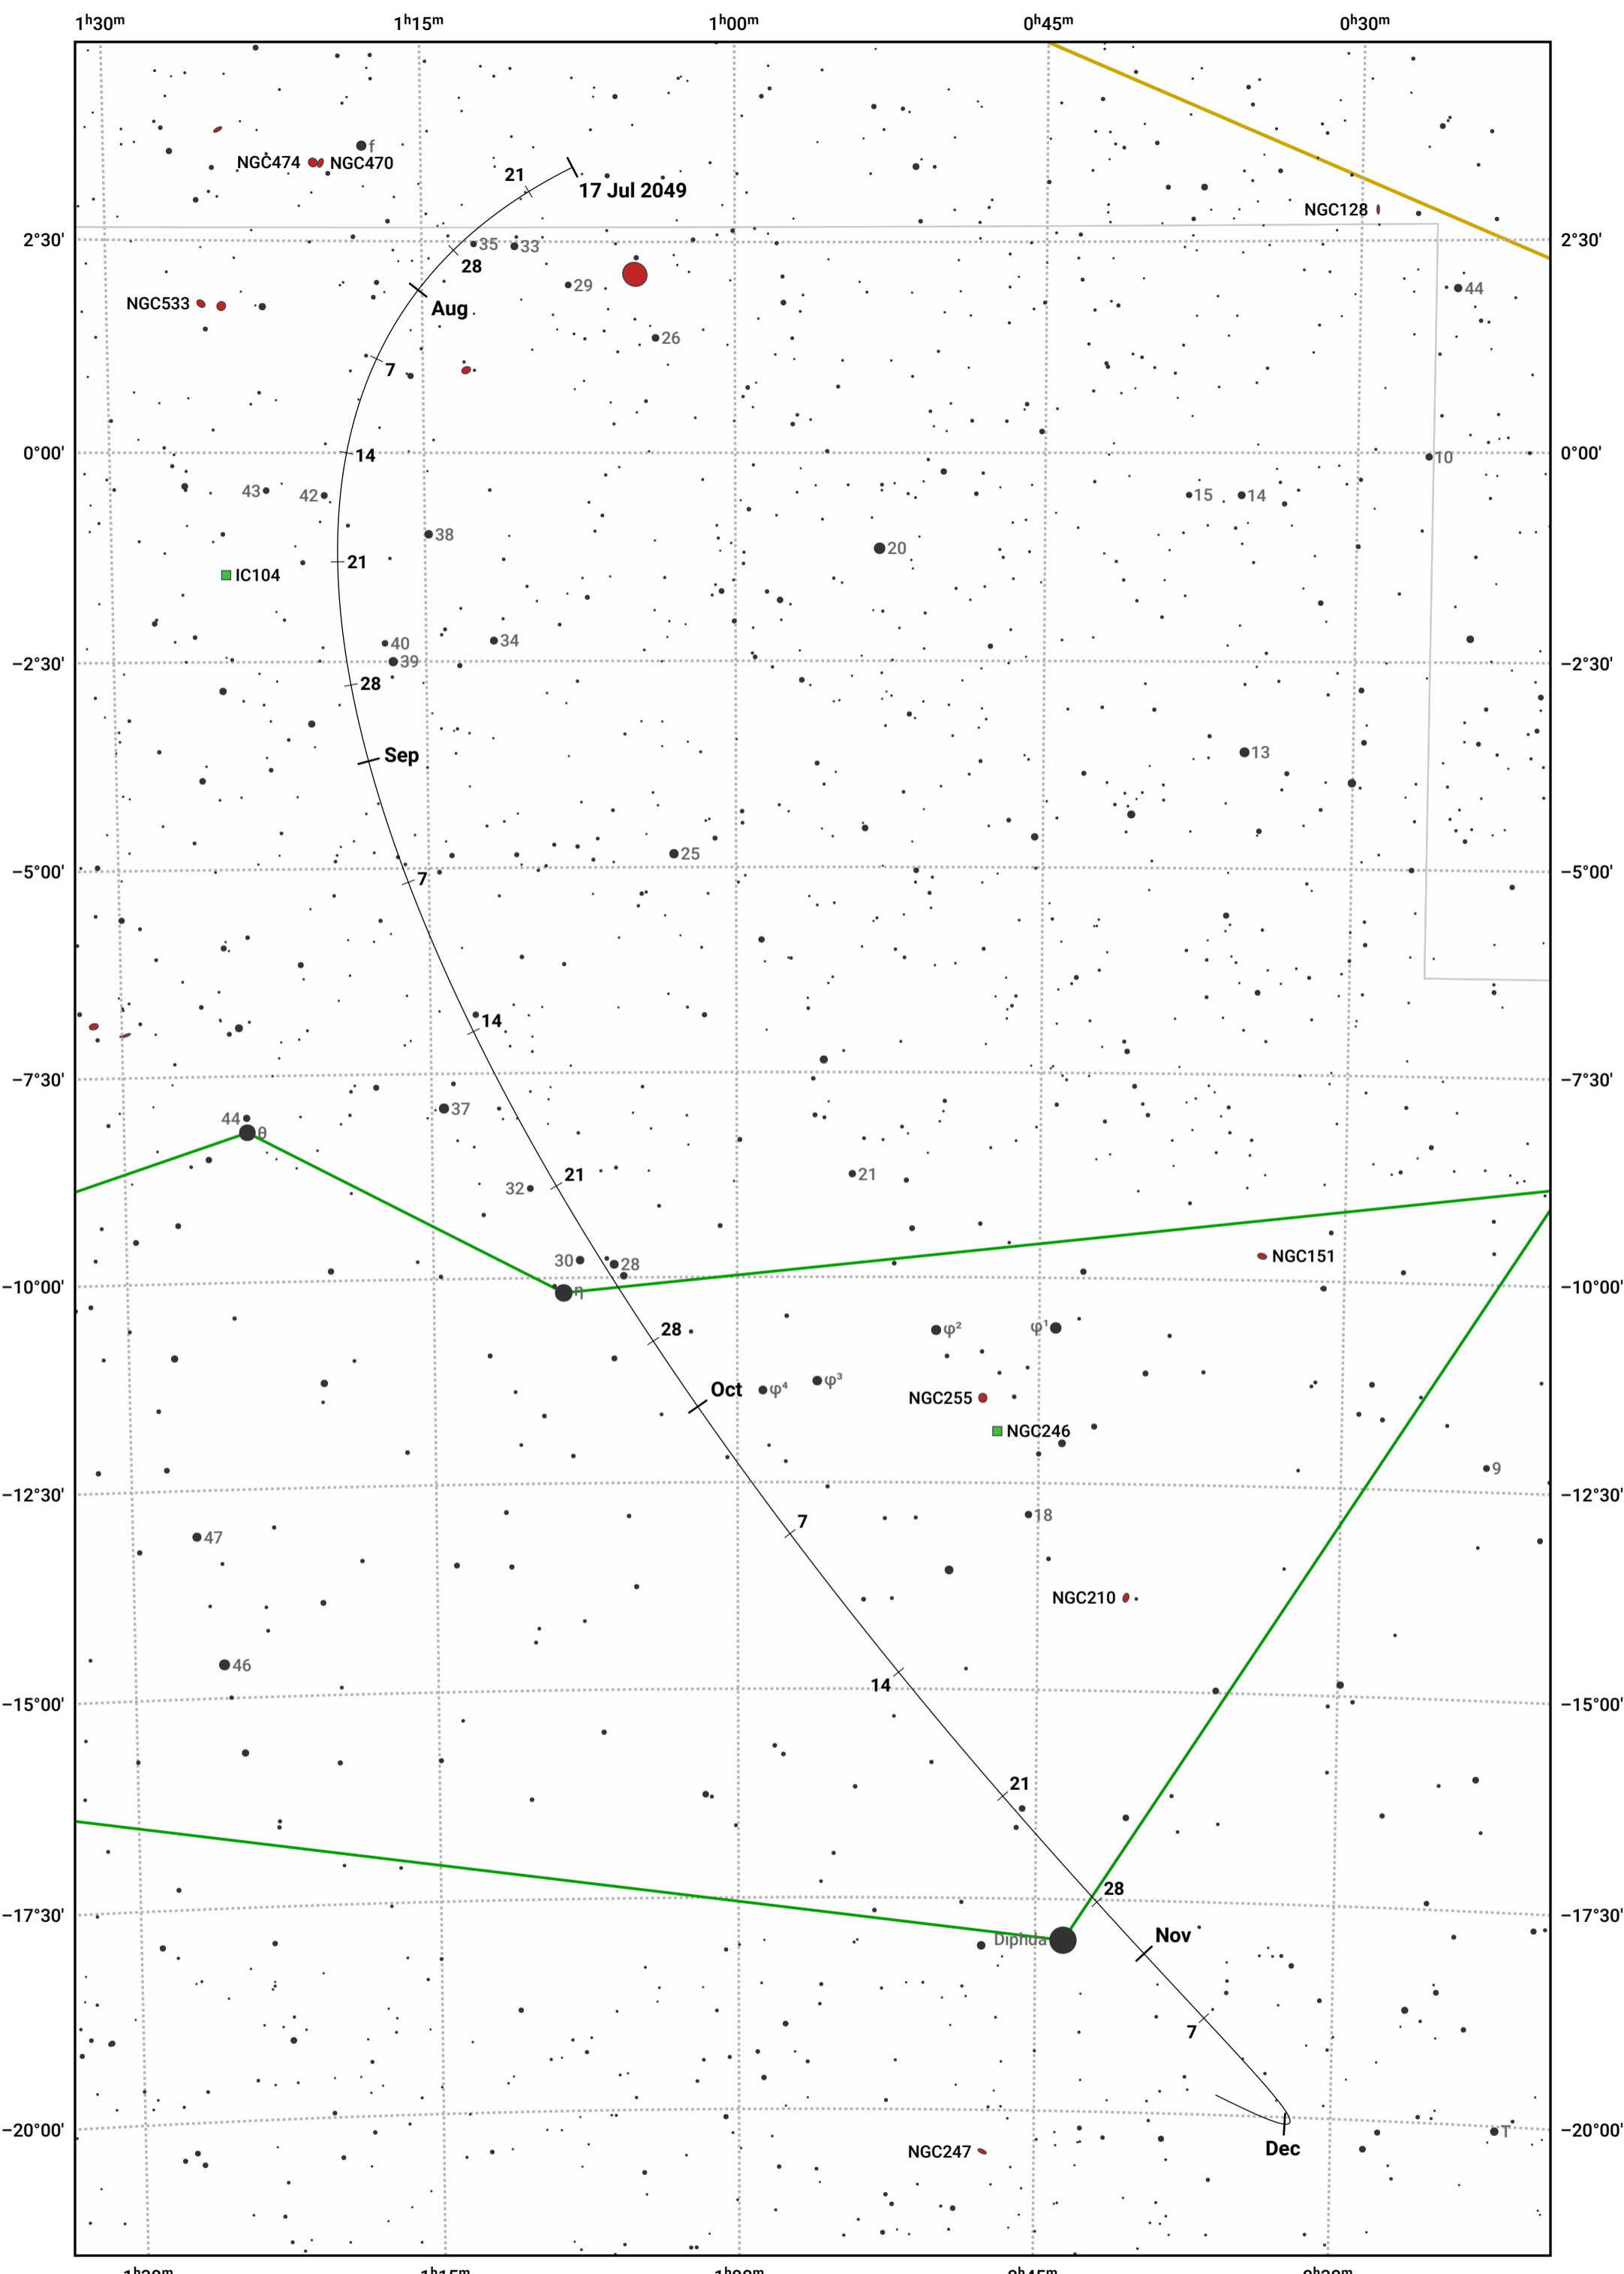 1ʰ30ᵐ 1ʰ15ᵐ 1ʰ00ᵐ 0ʰ45ᵐ 0ʰ30ᵐ
f
NGC474 NGC470
21
17 Jul 2049
NGC128
2°30' 35 33 2°30'
28
29 44
NGC533 Aug
26
7
0°00' 14 10 0°00'
43 42 15 14
38
20
21
IC104
40 34
−2°30' 39 −2°30'
28
Sep 13
25
−5°00' 7 −5°00'
14
−7°30' −7°30'
37
44
θ
21 21
32
30 28 NGC151
−10°00' η −10°00'
28 φ² φ¹
Oct φ⁴ φ³
NGC255
NGC246
9
−12°30' −12°30'
18
7
47
NGC210
46
14
−15°00' −15°00'
21
28
−17°30' −17°30'
Diphda Nov
7
−20°00' T −20°00'
NGC247 Dec